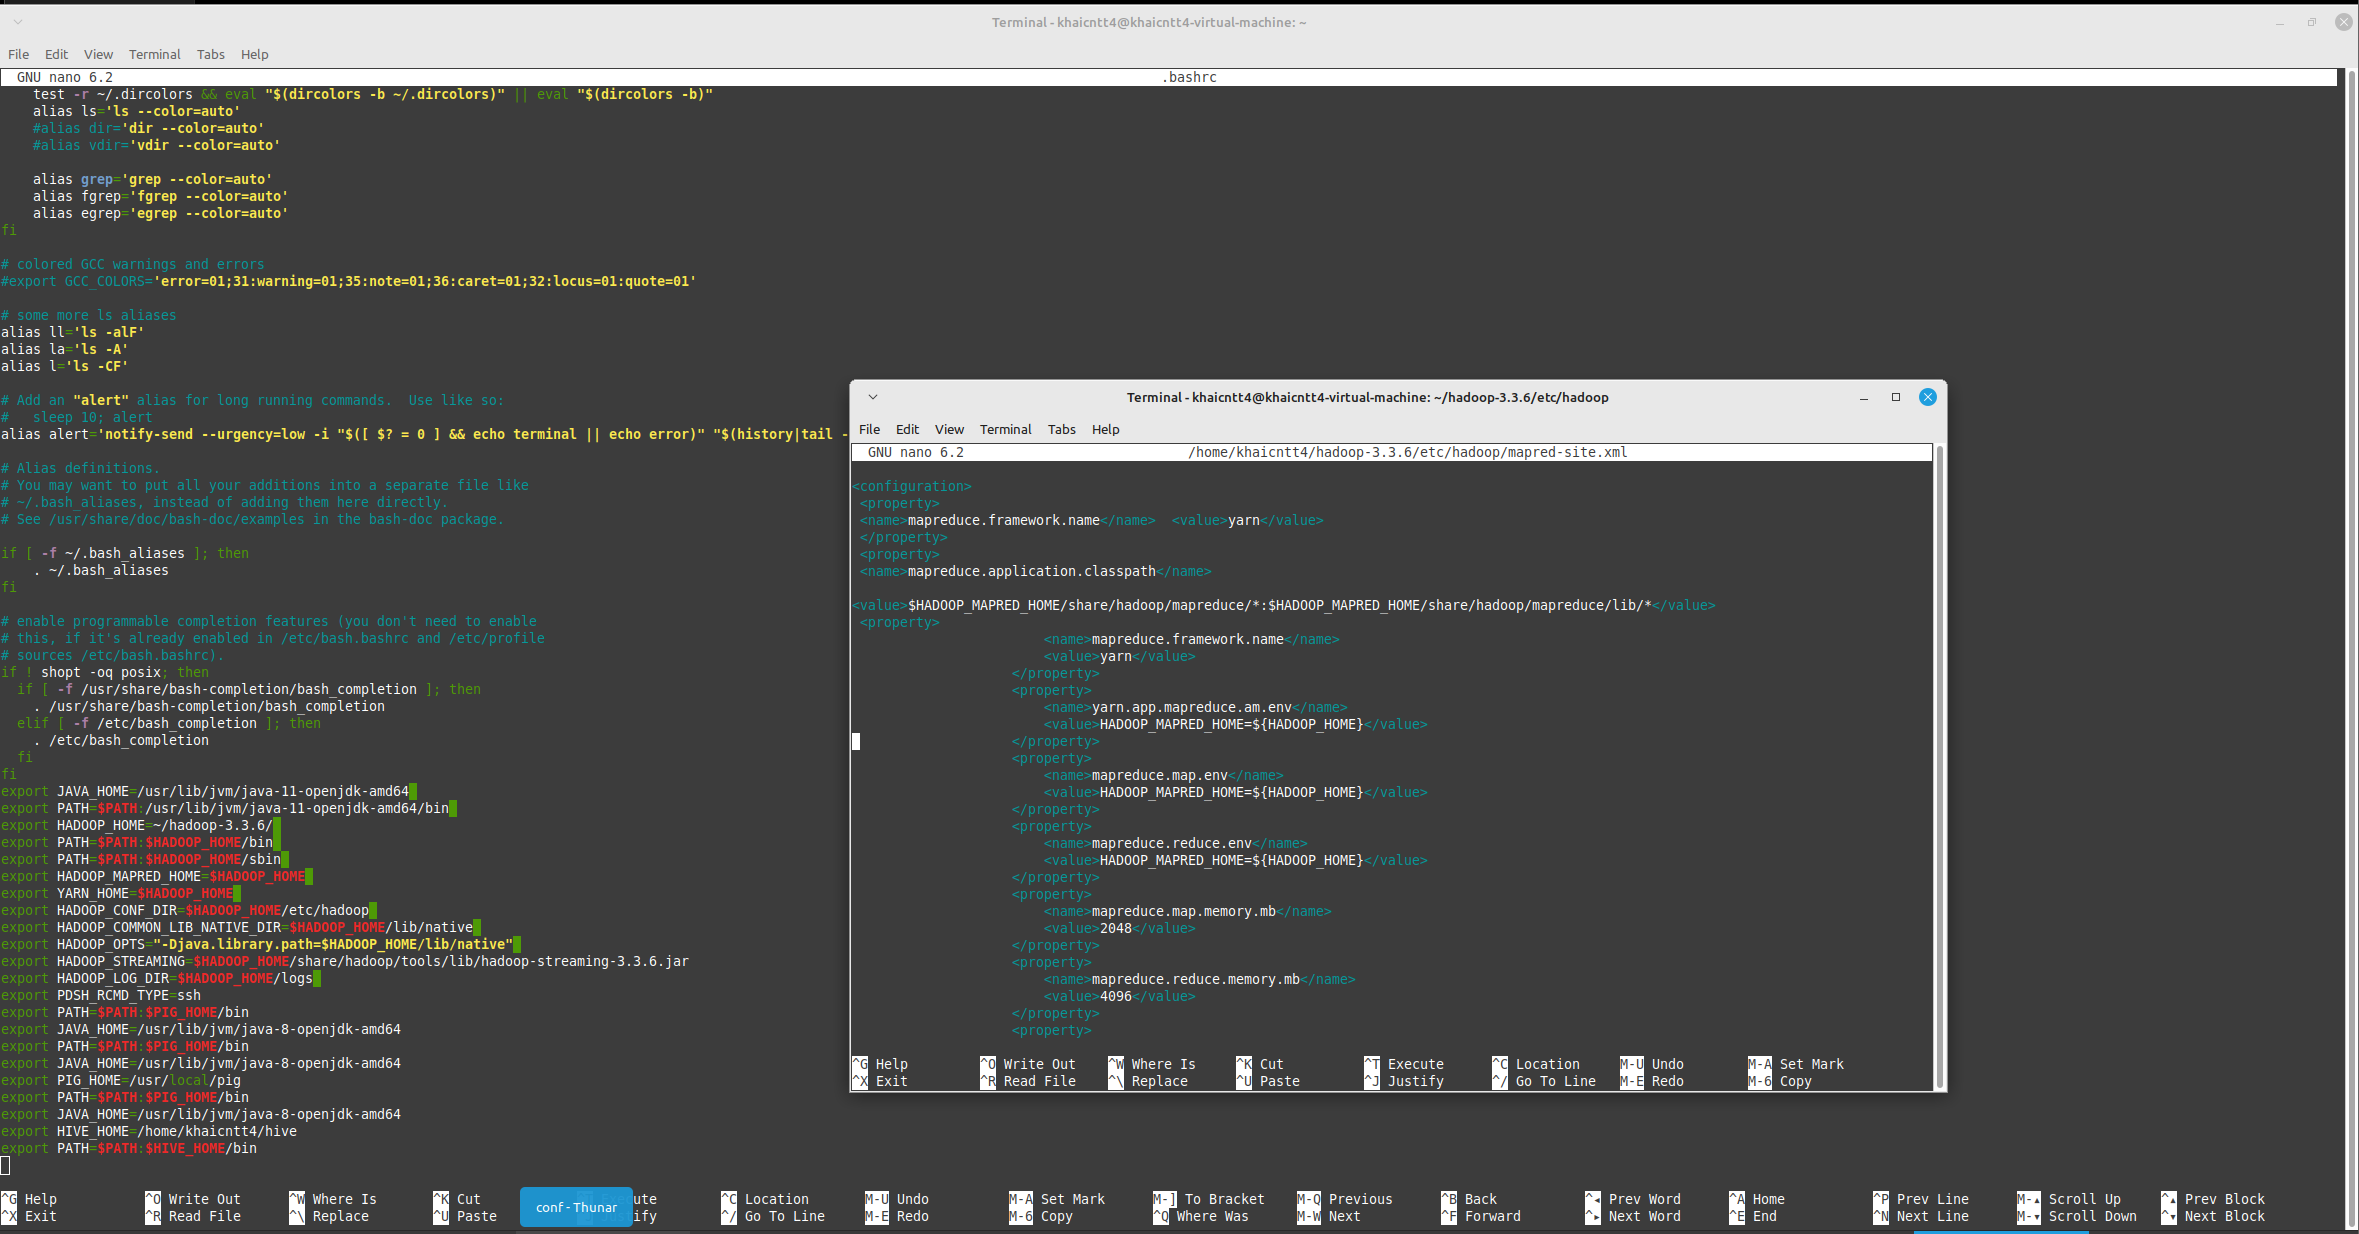 Terminal - khaicntt4@khaicntt4-virtual-machine: ~
File Edit View Terminal Tabs Help
GNU nano 6.2 .bashrc
test -r ~/.dircolors && eval "$(dircolors -b ~/.dircolors)" || eval "$(dircolors -b)"
alias ls='ls --color=auto'
#alias dir='dir --color=auto'
#alias vdir='vdir --color=auto'
alias grep='grep --color=auto'
alias fgrep='fgrep --color=auto'
alias egrep='egrep --color=auto'
fi
# colored GCC warnings and errors
#export GCC_COLORS='error=01;31:warning=01;35:note=01;36:caret=01;32:locus=01:quote=01'
# some more ls aliases
alias ll='ls -alF'
alias la='ls -A'
alias l='ls -CF'
# Add an "alert" alias for long running commands.  Use like so:
#   sleep 10; alert
alias alert='notify-send --urgency=low -i "$([ $? = 0 ] && echo terminal || echo error)" "$(history|tail -
# Alias definitions.
# You may want to put all your additions into a separate file like
# ~/.bash_aliases, instead of adding them here directly.
# See /usr/share/doc/bash-doc/examples in the bash-doc package.
if [ -f ~/.bash_aliases ]; then
. ~/.bash_aliases
fi
# enable programmable completion features (you don't need to enable
# this, if it's already enabled in /etc/bash.bashrc and /etc/profile
# sources /etc/bash.bashrc).
if ! shopt -oq posix; then
if [ -f /usr/share/bash-completion/bash_completion ]; then
. /usr/share/bash-completion/bash_completion
elif [ -f /etc/bash_completion ]; then
. /etc/bash_completion
fi
fi
export JAVA_HOME=/usr/lib/jvm/java-11-openjdk-amd64
export PATH=$PATH:/usr/lib/jvm/java-11-openjdk-amd64/bin
export HADOOP_HOME=~/hadoop-3.3.6/
export PATH=$PATH:$HADOOP_HOME/bin
export PATH=$PATH:$HADOOP_HOME/sbin
export HADOOP_MAPRED_HOME=$HADOOP_HOME
export YARN_HOME=$HADOOP_HOME
export HADOOP_CONF_DIR=$HADOOP_HOME/etc/hadoop
export HADOOP_COMMON_LIB_NATIVE_DIR=$HADOOP_HOME/lib/native
export HADOOP_OPTS="-Djava.library.path=$HADOOP_HOME/lib/native"
export HADOOP_STREAMING=$HADOOP_HOME/share/hadoop/tools/lib/hadoop-streaming-3.3.6.jar
export HADOOP_LOG_DIR=$HADOOP_HOME/logs
export PDSH_RCMD_TYPE=ssh
export PATH=$PATH:$PIG_HOME/bin
export JAVA_HOME=/usr/lib/jvm/java-8-openjdk-amd64
export PATH=$PATH:$PIG_HOME/bin
export JAVA_HOME=/usr/lib/jvm/java-8-openjdk-amd64
export PIG_HOME=/usr/local/pig
export PATH=$PATH:$PIG_HOME/bin
export JAVA_HOME=/usr/lib/jvm/java-8-openjdk-amd64
export HIVE_HOME=/home/khaicntt4/hive
export PATH=$PATH:$HIVE_HOME/bin
Terminal - khaicntt4@khaicntt4-virtual-machine: ~/hadoop-3.3.6/etc/hadoop
File Edit View Terminal Tabs Help
GNU nano 6.2 /home/khaicntt4/hadoop-3.3.6/etc/hadoop/mapred-site.xml
<configuration>
<property>
<name>mapreduce.framework.name</name>  <value>yarn</value>
</property>
<property>
<name>mapreduce.application.classpath</name>
<value>$HADOOP_MAPRED_HOME/share/hadoop/mapreduce/*:$HADOOP_MAPRED_HOME/share/hadoop/mapreduce/lib/*</value>
<property>
<name>mapreduce.framework.name</name>
<value>yarn</value>
</property>
<property>
<name>yarn.app.mapreduce.am.env</name>
<value>HADOOP_MAPRED_HOME=${HADOOP_HOME}</value>
</property>
<property>
<name>mapreduce.map.env</name>
<value>HADOOP_MAPRED_HOME=${HADOOP_HOME}</value>
</property>
<property>
<name>mapreduce.reduce.env</name>
<value>HADOOP_MAPRED_HOME=${HADOOP_HOME}</value>
</property>
<property>
<name>mapreduce.map.memory.mb</name>
<value>2048</value>
</property>
<property>
<name>mapreduce.reduce.memory.mb</name>
<value>4096</value>
</property>
<property>
^G Help ^O Write Out ^W Where Is ^K Cut ^T Execute ^C Location M-U Undo M-A Set Mark
^X Exit ^R Read File ^\ Replace ^U Paste ^J Justify ^/ Go To Line M-E Redo M-6 Copy
^G Help ^O Write Out ^W Where Is ^K Cut ute ^C Location M-U Undo M-A Set Mark M-] To Bracket M-Q Previous ^B Back ^◂ Prev Word ^A Home ^P Prev Line M-▴ Scroll Up ^▴ Prev Block
^X Exit ^R Read File ^\ Replace ^U Paste ify ^/ Go To Line M-E Redo M-6 Copy ^Q Where Was M-W Next ^F Forward ^▸ Next Word ^E End ^N Next Line M-▾ Scroll Down ^▾ Next Block
conf - Thunar